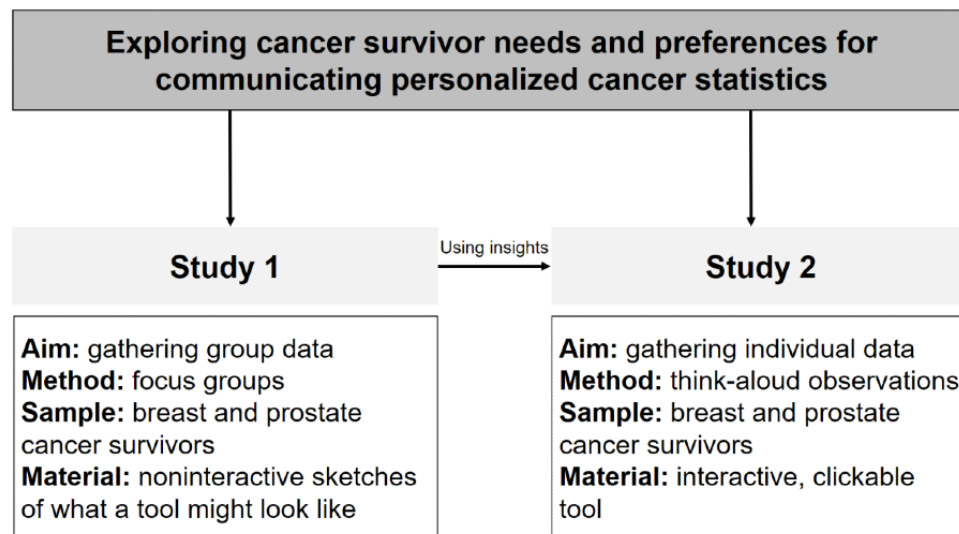 Exploring cancer survivor needs and preferences for
communicating personalized cancer statistics
Study 1
Using insights
Study 2
Aim: gathering group data
Method: focus groups
Sample: breast and prostate
cancer survivors
Material: noninteractive sketches
of what a tool might look like
Aim: gathering individual data
Method: think-aloud observations
Sample: breast and prostate
cancer survivors
Material: interactive, clickable
tool